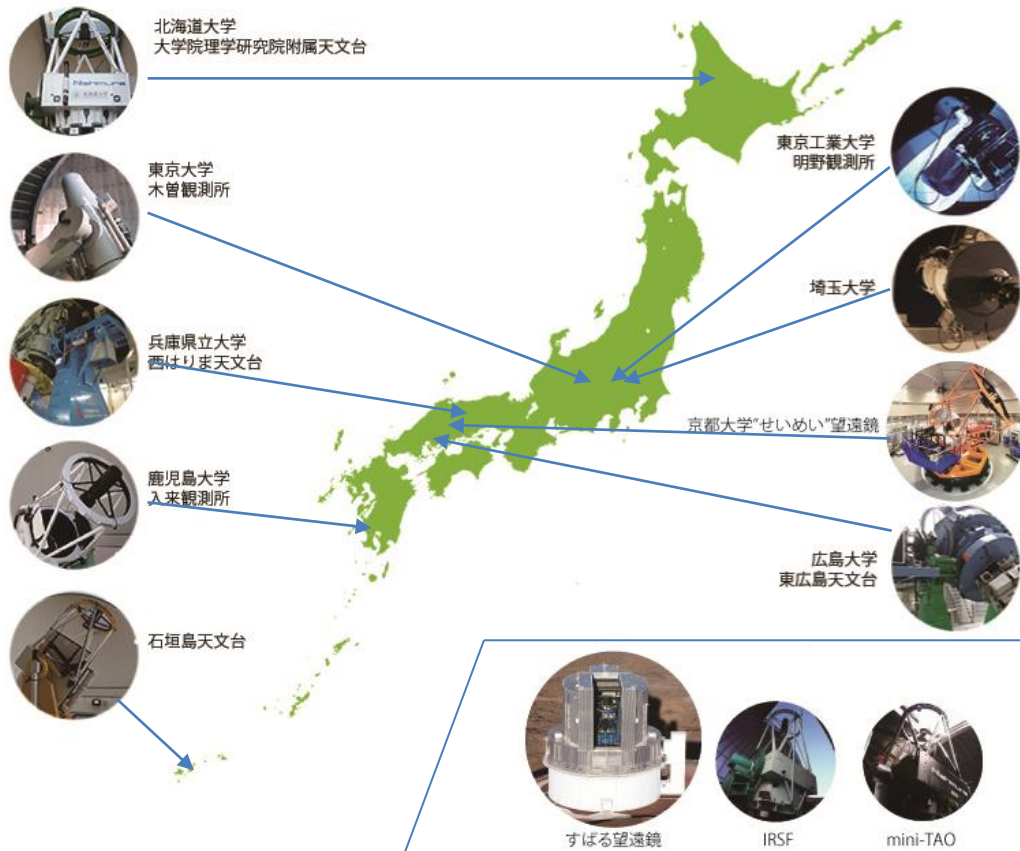 北海道大学
大学院理学研究院附属天文台
Nishimura
東京大学
木曽観測所
兵庫県立大学
西はりま天文台
鹿児島大学
入来観測所
石垣島天文台
東京工業大学
明野観測所
埼玉大学
京都大学“せいめい”望遠鏡
広島大学
東広島天文台
すばる望遠鏡
IRSF
mini-TAO